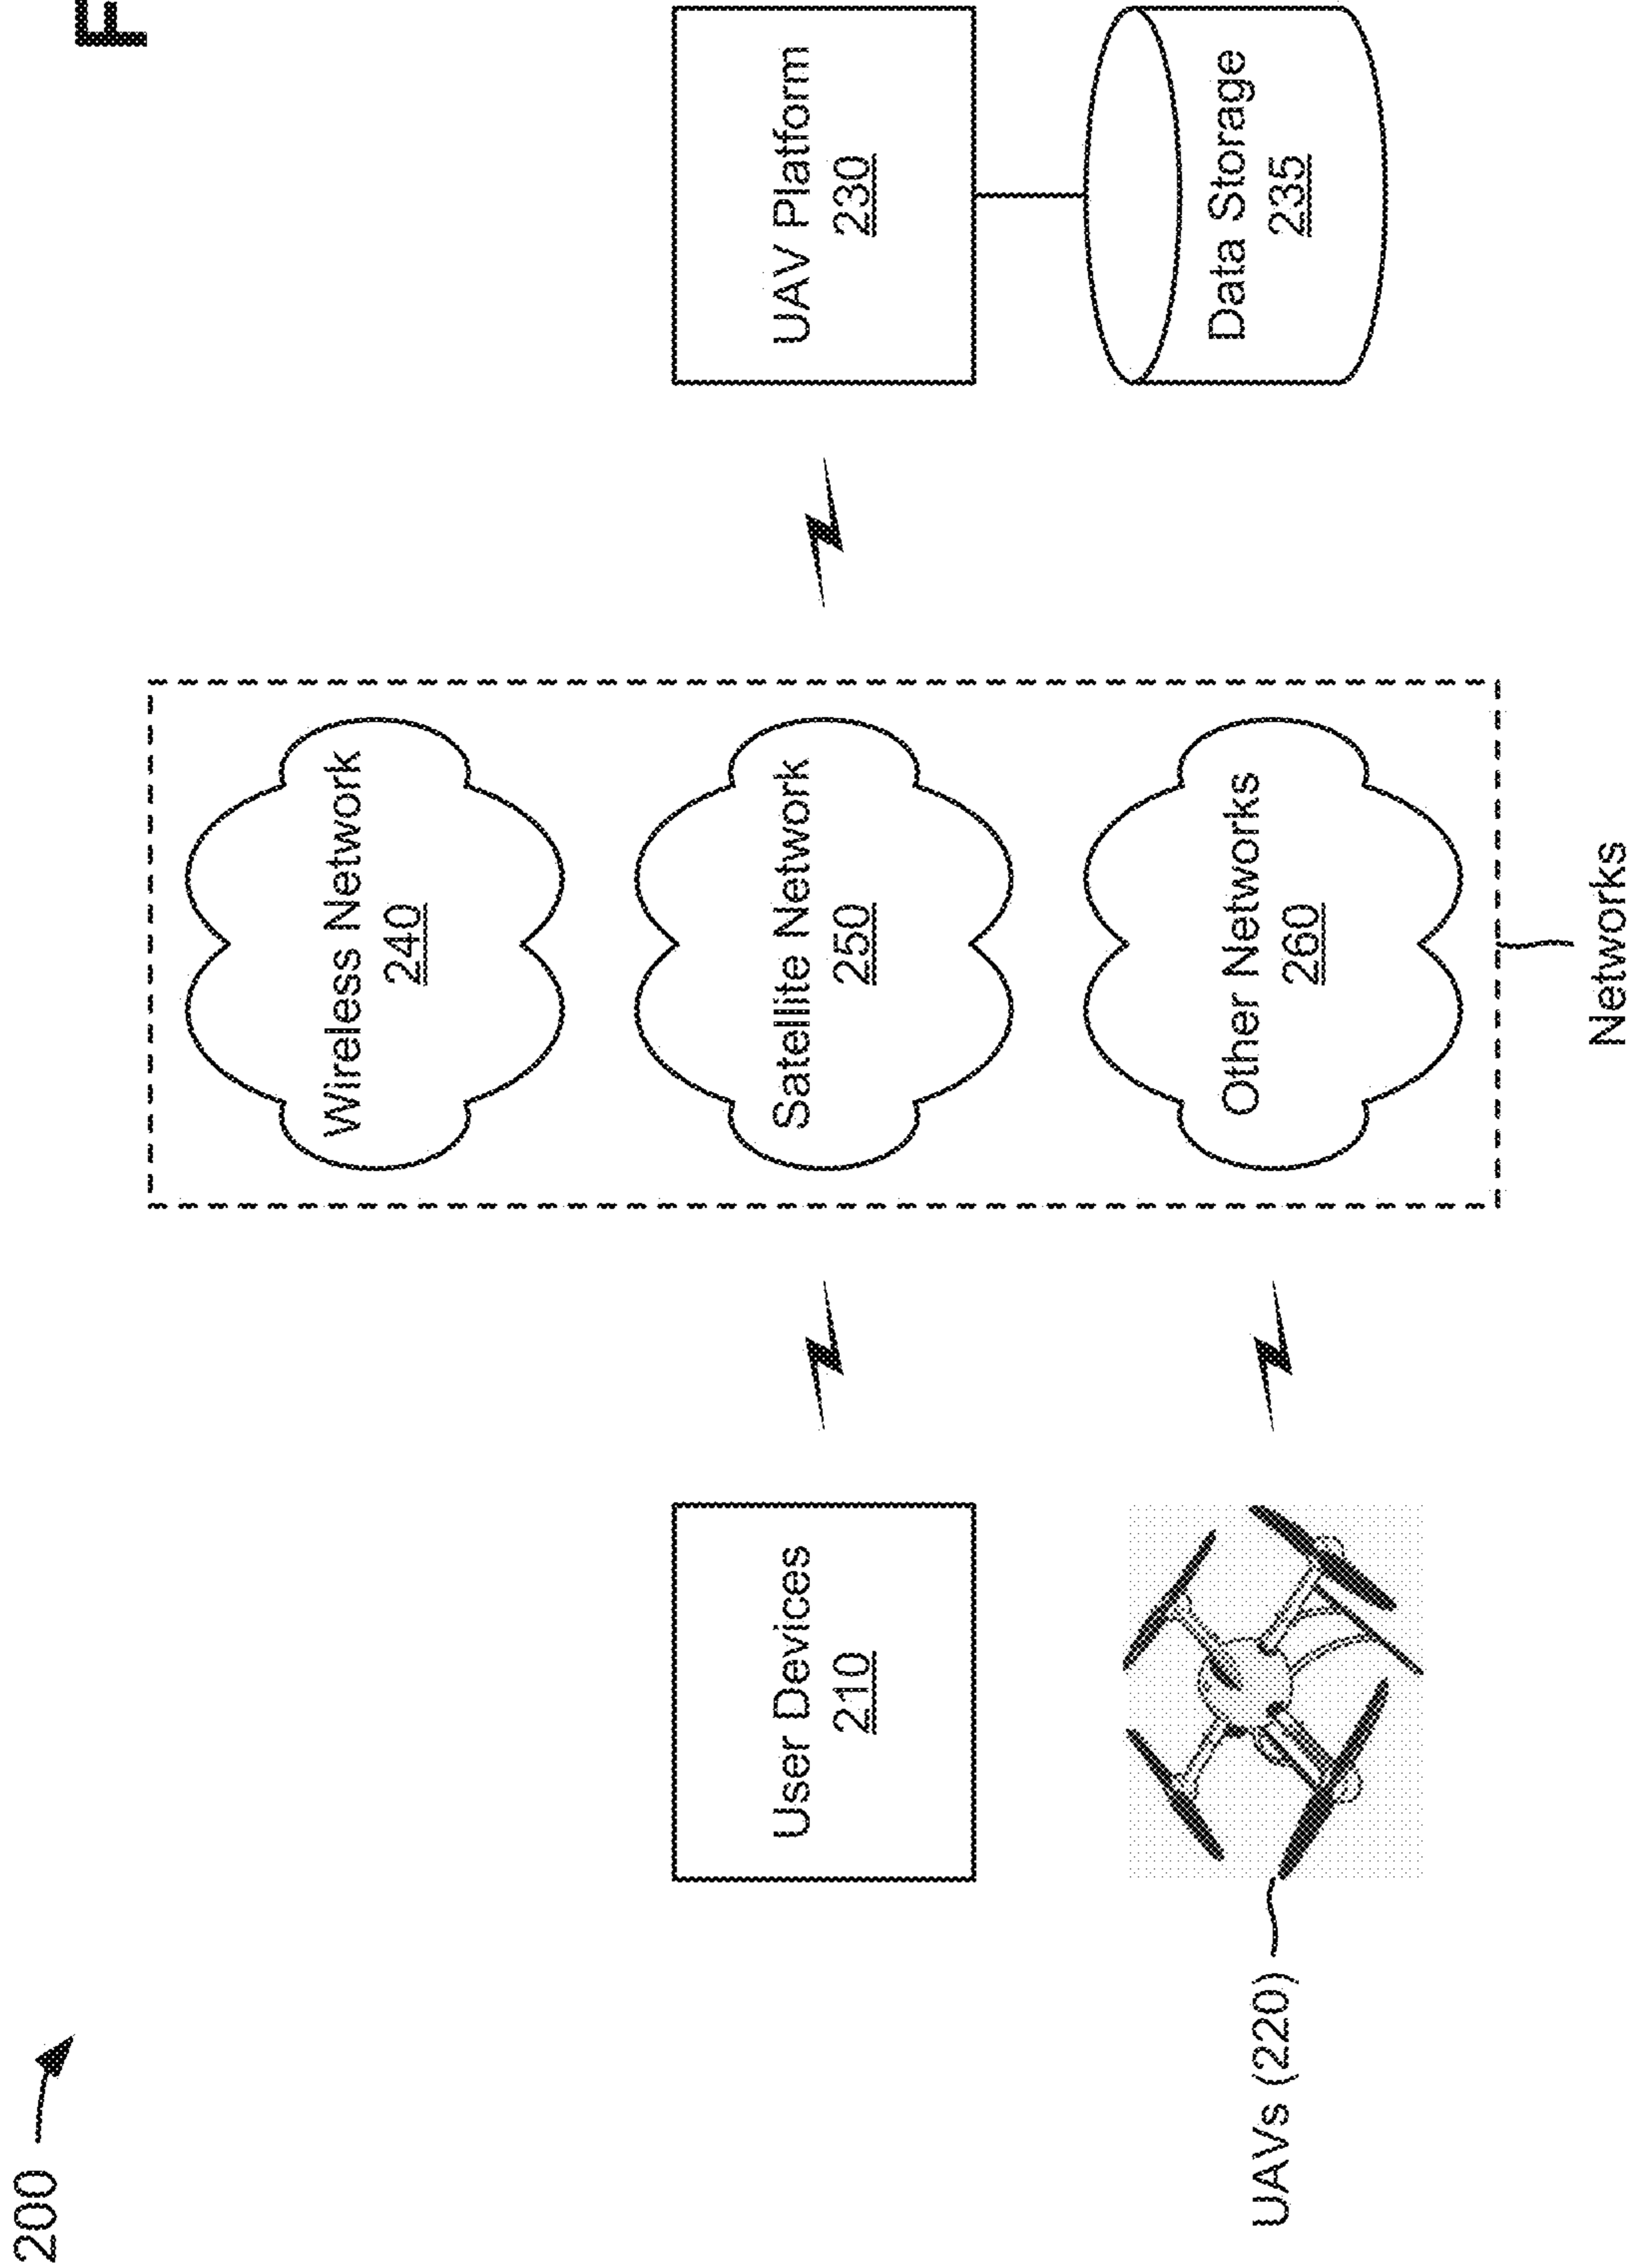 200
F
Wireless Network
240
User Devices
210
Satellite Network
250
UAV Platform
230
UAVs (220)
Other Networks
260
Data Storage
235
Networks